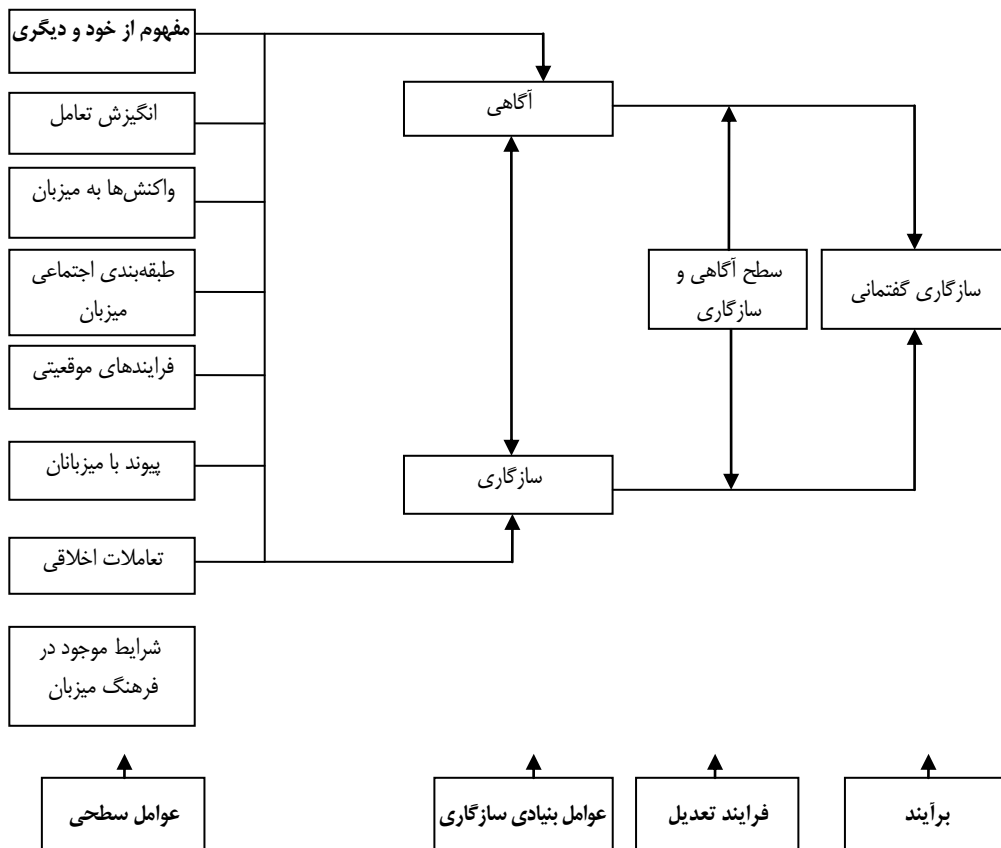 مفهوم از خود و دیگری
انگیزش تعامل
واکنش‌ها به میزبان
طبقه‌بندی اجتماعی
میزبان
فرایندهای موقعیتی
پیوند با میزبانان
تعاملات اخلاقی
شرایط موجود در
فرهنگ میزبان
آگاهی
سازگاری
سطح آگاهی و
سازگاری
سازگاری گفتمانی
عوامل سطحی
عوامل بنیادی سازگاری
فرایند تعدیل
برآیند